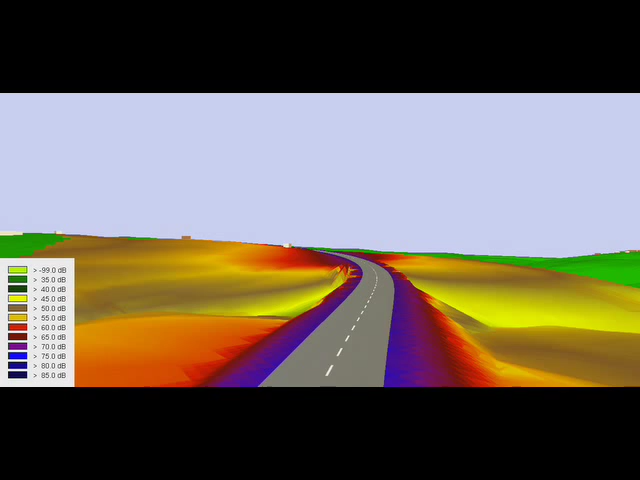 > -99.0 dB
> 35.0 dB
> 40.0 dB
> 45.0 dB
> 50.0 dB
> 55.0 dB
> 60.0 dB
> 65.0 dB
> 70.0 dB
> 75.0 dB
> 80.0 dB
> 85.0 dB